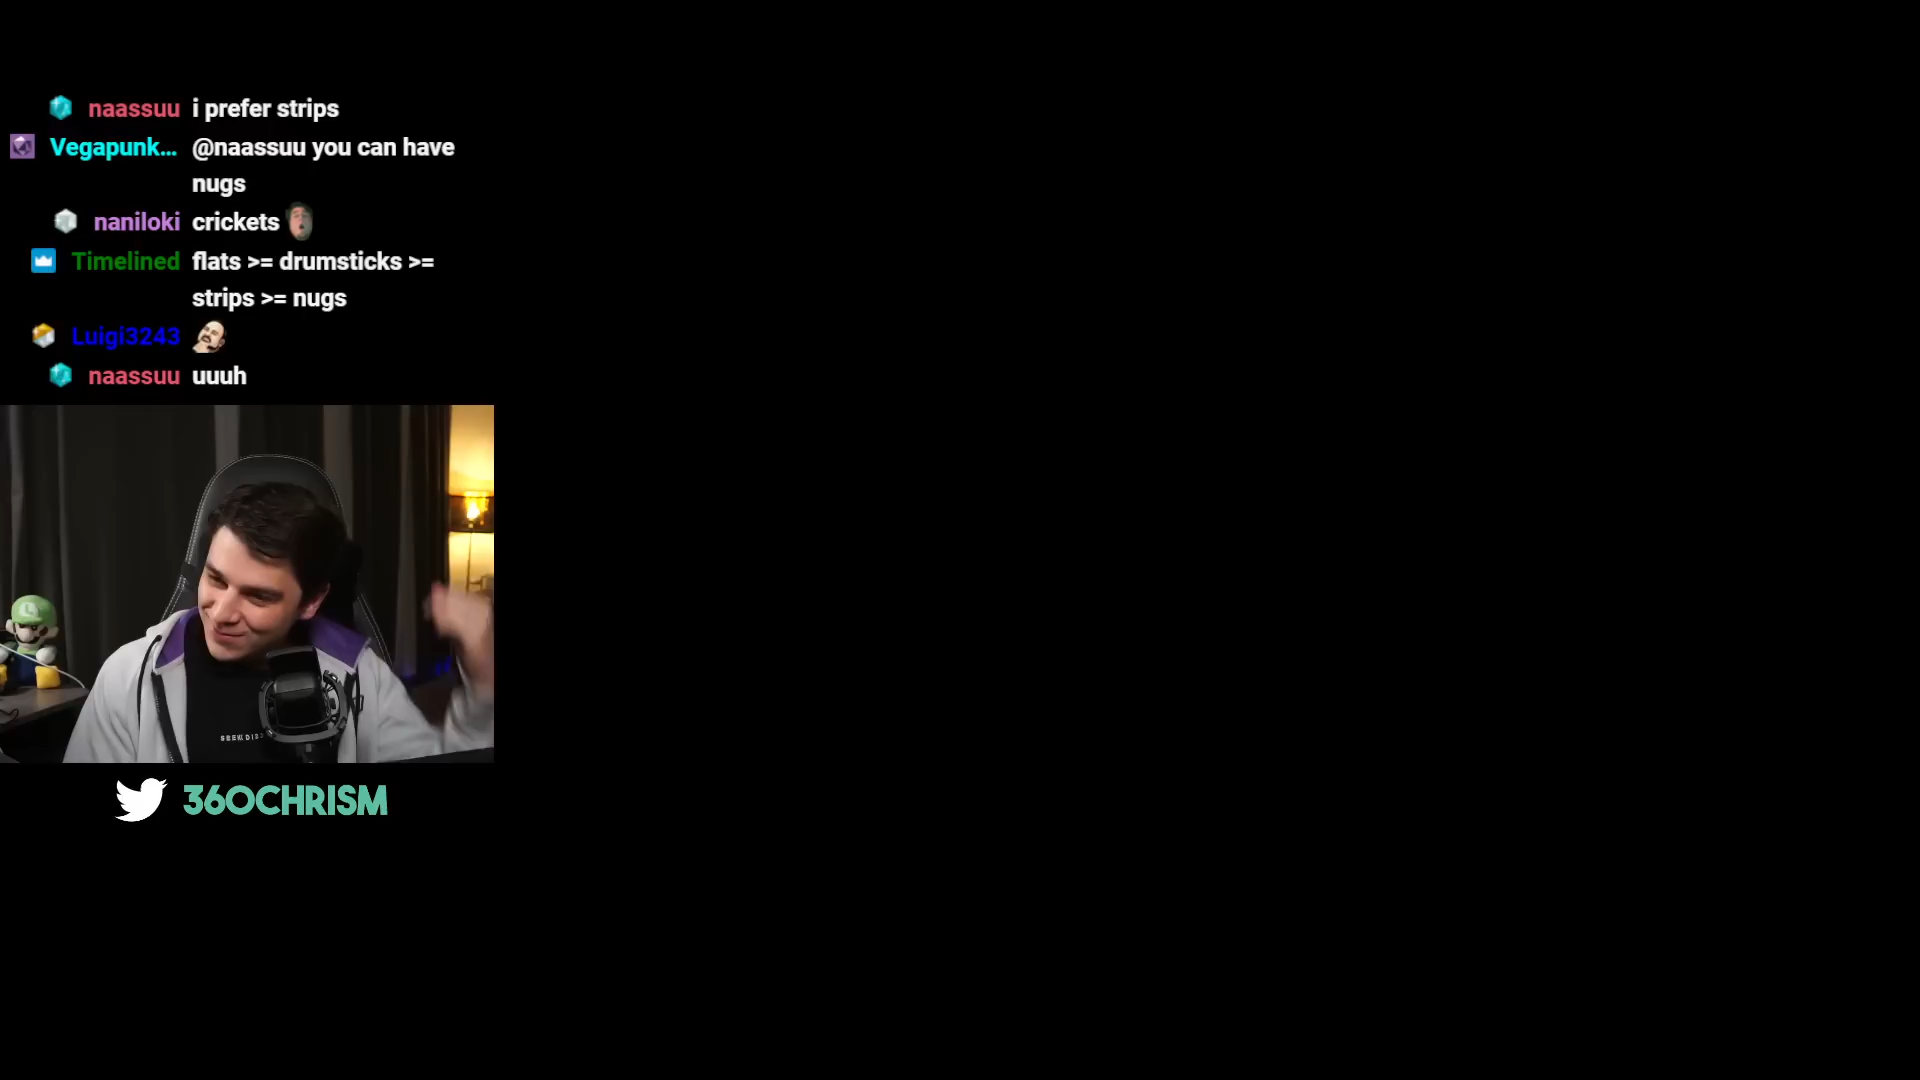 naassuu i prefer strips
Vegapunk... @naassuu you can have
nugs
naniloki crickets
Timelined flats >= drumsticks >=
strips >= nugs
Luigi3243
naassuu uuuh
L
360CHRISM